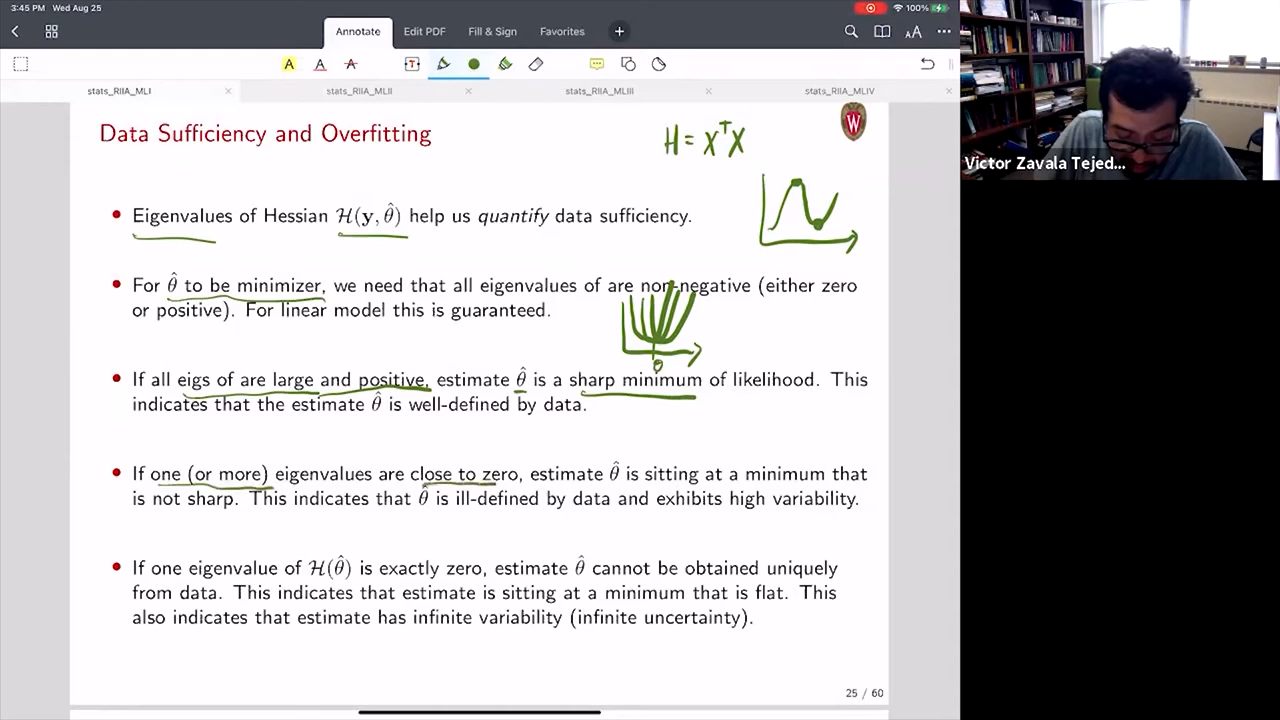 3:45 PM Wed Aug 25
100%
Annotate Edit PDF Fill & Sign Favorites
stats_RIIA_MLI stats_RIIA_MLII stats_RIIA_MLIII stats_RIIA_MLIV
Data Sufficiency and Overfitting
H = XᵀX
W
Victor Zavala Tejed...
• Eigenvalues of Hessian ℋ(y, θ̂) help us quantify data sufficiency.
• For θ̂ to be minimizer, we need that all eigenvalues of are non-negative (either zero
or positive). For linear model this is guaranteed.
θ
• If all eigs of are large and positive, estimate θ̂ is a sharp minimum of likelihood. This
indicates that the estimate θ̂ is well-defined by data.
• If one (or more) eigenvalues are close to zero, estimate θ̂ is sitting at a minimum that
is not sharp. This indicates that θ̂ is ill-defined by data and exhibits high variability.
• If one eigenvalue of ℋ(θ̂) is exactly zero, estimate θ̂ cannot be obtained uniquely
from data. This indicates that estimate is sitting at a minimum that is flat. This
also indicates that estimate has infinite variability (infinite uncertainty).
25 / 60